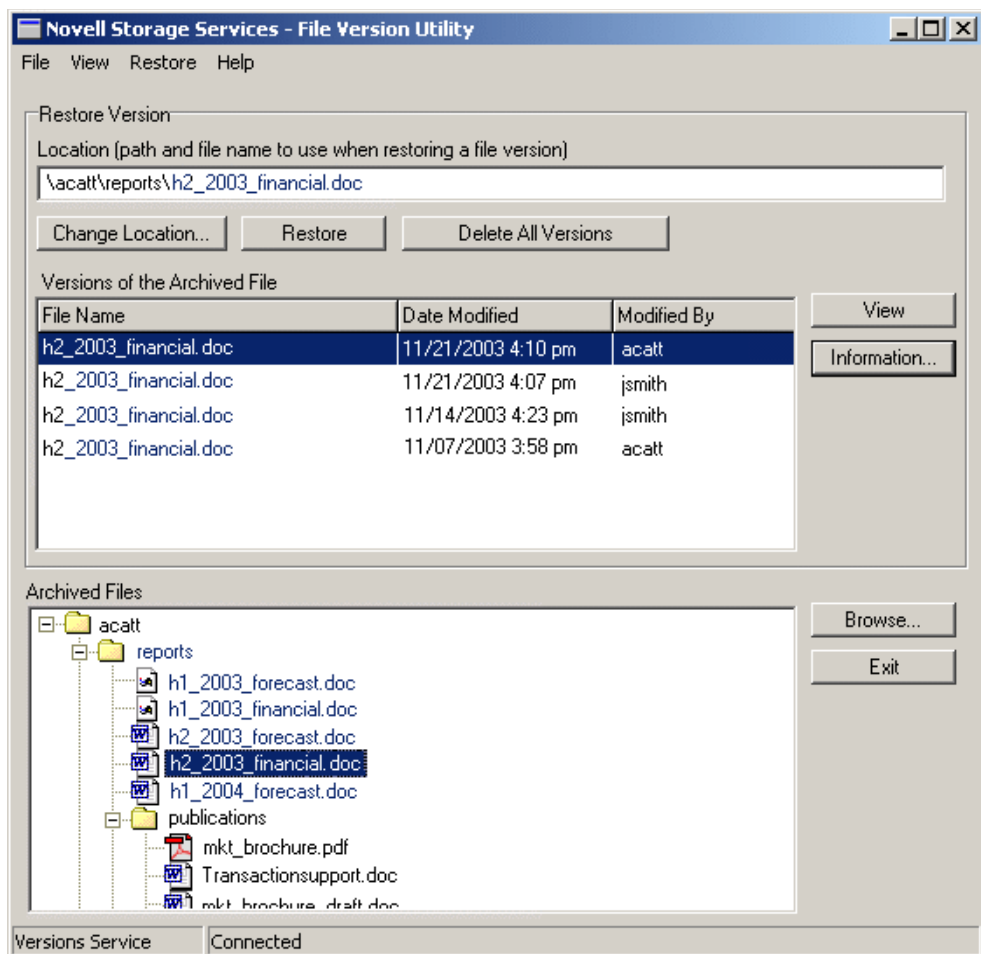 Novell Storage Services - File Version Utility
File View Restore Help
Restore Version
Location (path and file name to use when restoring a file version)
\acatt\reports\h2_2003_financial.doc
Change Location... Restore Delete All Versions
Versions of the Archived File
File Name Date Modified Modified By
h2_2003_financial.doc 11/21/2003 4:10 pm acatt
h2_2003_financial.doc 11/21/2003 4:07 pm jsmith
h2_2003_financial.doc 11/14/2003 4:23 pm jsmith
h2_2003_financial.doc 11/07/2003 3:58 pm acatt
View
Information...
Archived Files
acatt
reports
h1_2003_forecast.doc
h1_2003_financial.doc
h2_2003_forecast.doc
h2_2003_financial.doc
h1_2004_forecast.doc
publications
mkt_brochure.pdf
Transactionsupport.doc
mkt_brochure_draft.doc
Browse...
Exit
Versions Service Connected